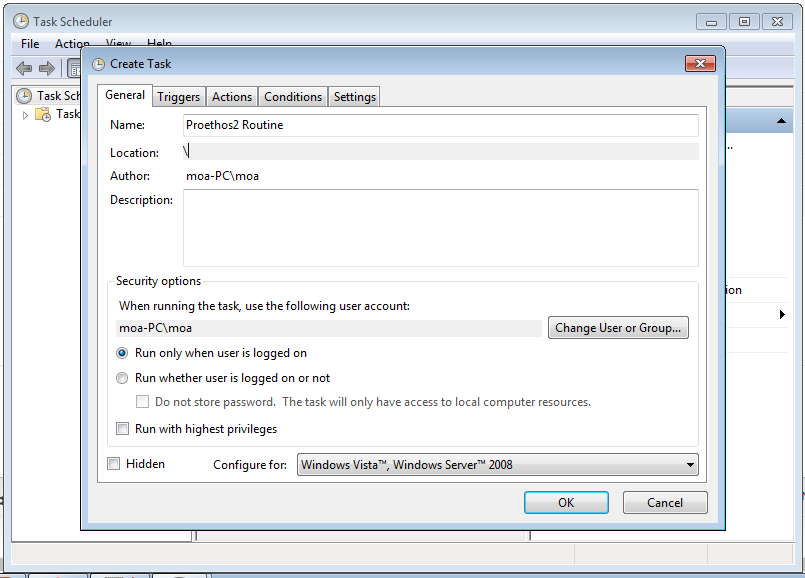 Task Scheduler
File Action View Help
Create Task
Task Sch
Task
General Triggers Actions Conditions Settings
Name: Proethos2 Routine
Location: \
Author: moa-PC\moa
Description:
Security options
When running the task, use the following user account:
moa-PC\moa Change User or Group...
Run only when user is logged on
Run whether user is logged on or not
Do not store password. The task will only have access to local computer resources.
Run with highest privileges
Hidden Configure for: Windows Vista™, Windows Server™ 2008
OK Cancel
...
ion